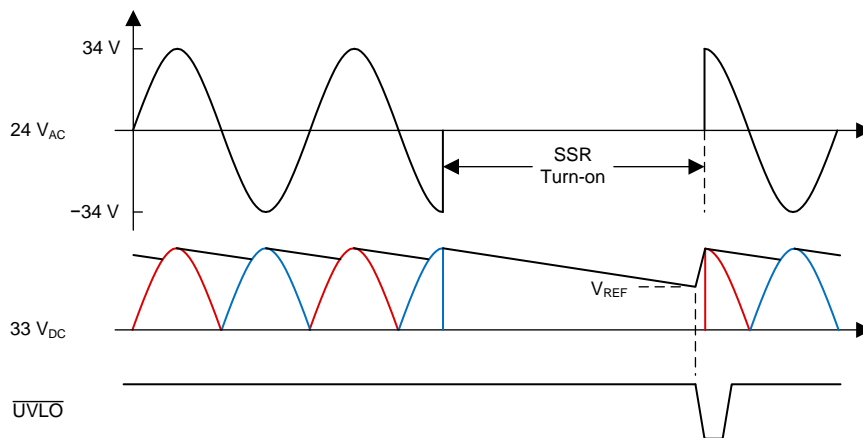 34 V
24 VAC
SSR
Turn-on
−34 V
VREF
33 VDC
UVLO